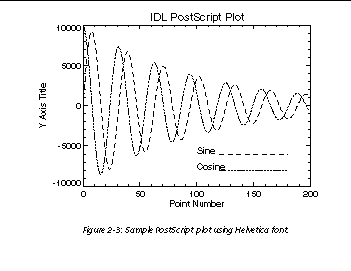 IDL PostScript Plot
10000
5000
0
-5000
-10000
Y Axis Title
Sine
Cosine
0 50 100 150 200
Point Number
Figure 2-3: Sample PostScript plot using Helvetica font.